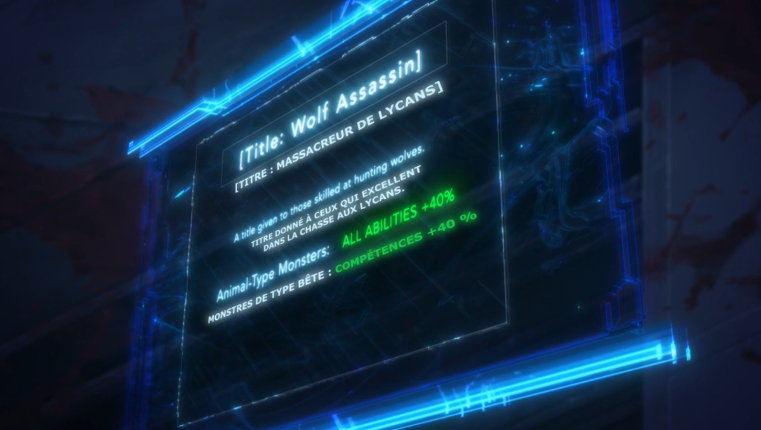 [Title: Wolf Assassin]
[TITRE : MASSACREUR DE LYCANS]
A title given to those skilled at hunting wolves.
TITRE DONNÉ À CEUX QUI EXCELLENT
DANS LA CHASSE AUX LYCANS.
Animal-Type Monsters: ALL ABILITIES +40%
MONSTRES DE TYPE BÊTE : COMPÉTENCES +40 %